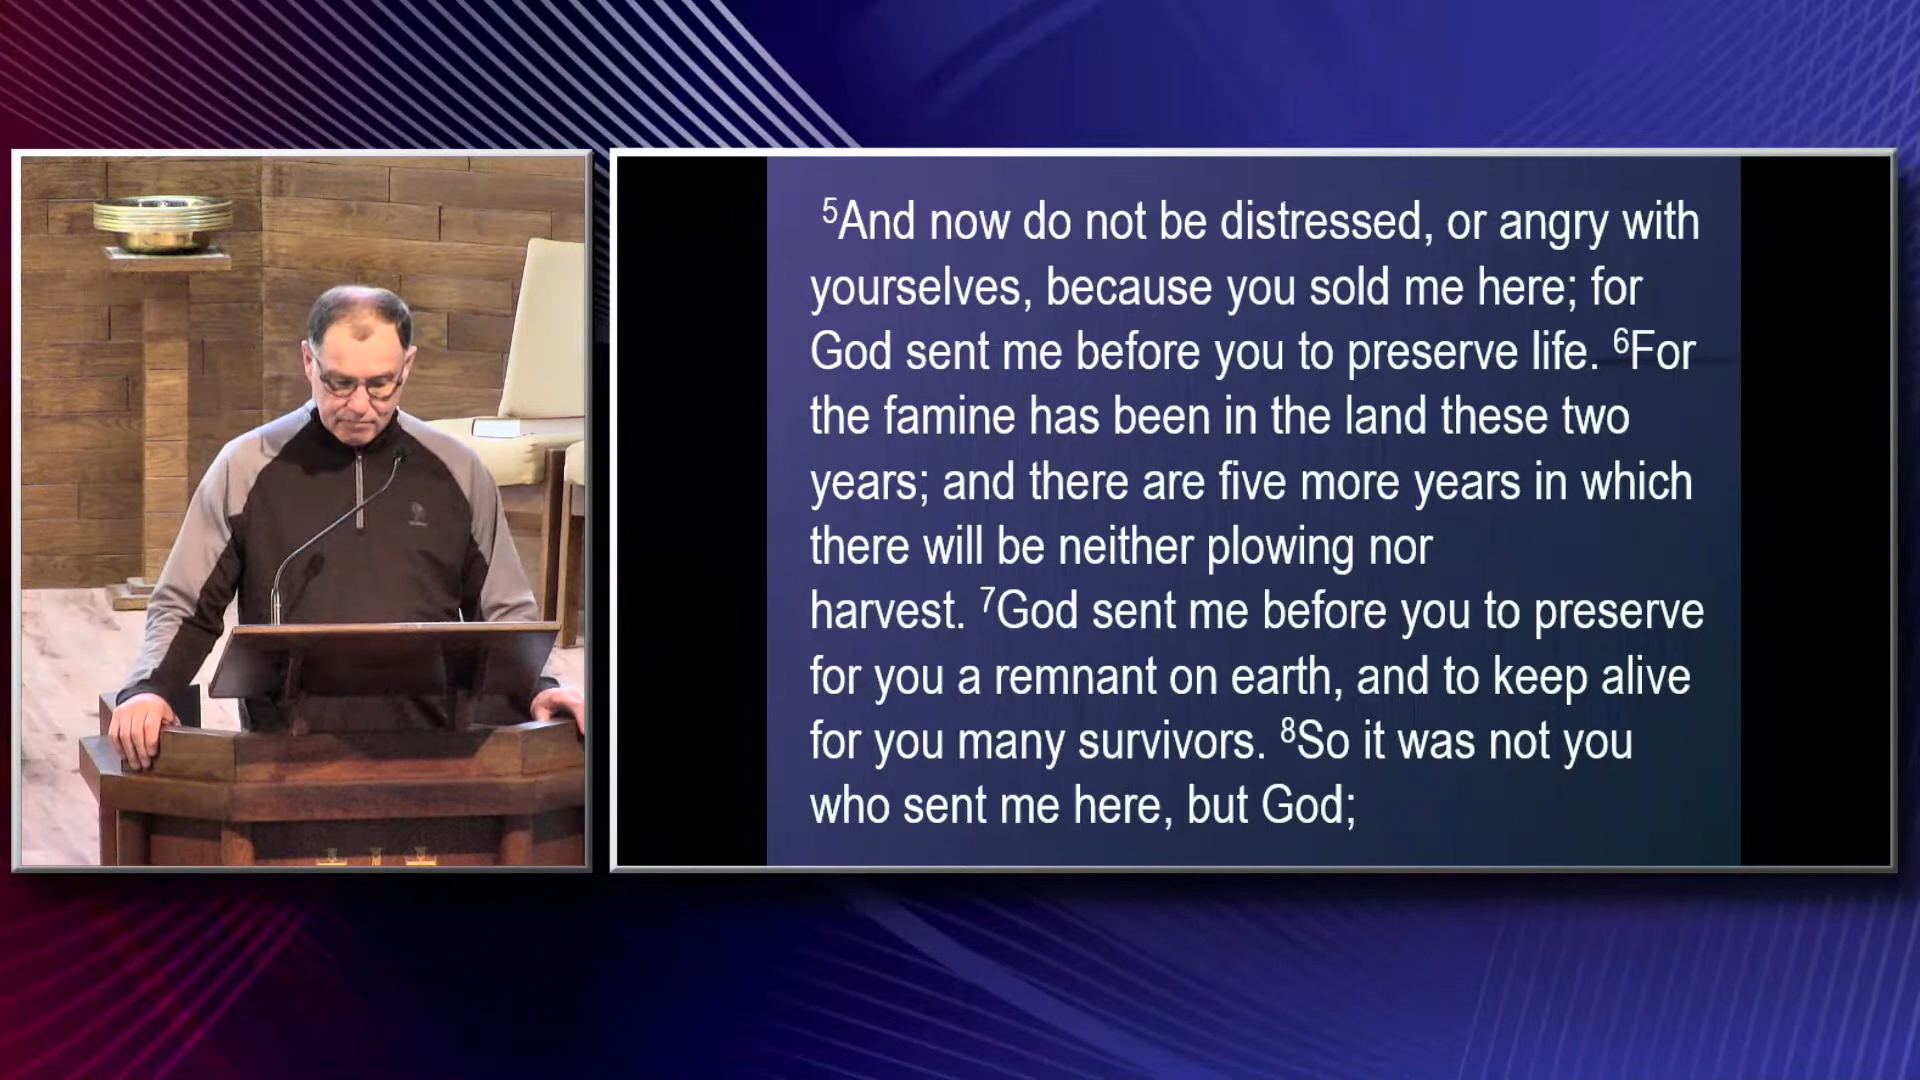 ⁵And now do not be distressed, or angry with
yourselves, because you sold me here; for
God sent me before you to preserve life. ⁶For
the famine has been in the land these two
years; and there are five more years in which
there will be neither plowing nor
harvest. ⁷God sent me before you to preserve
for you a remnant on earth, and to keep alive
for you many survivors. ⁸So it was not you
who sent me here, but God;